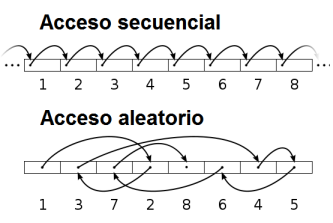 Acceso secuencial
1 2 3 4 5 6 7 8
Acceso aleatorio
1 3 7 2 8 6 4 5